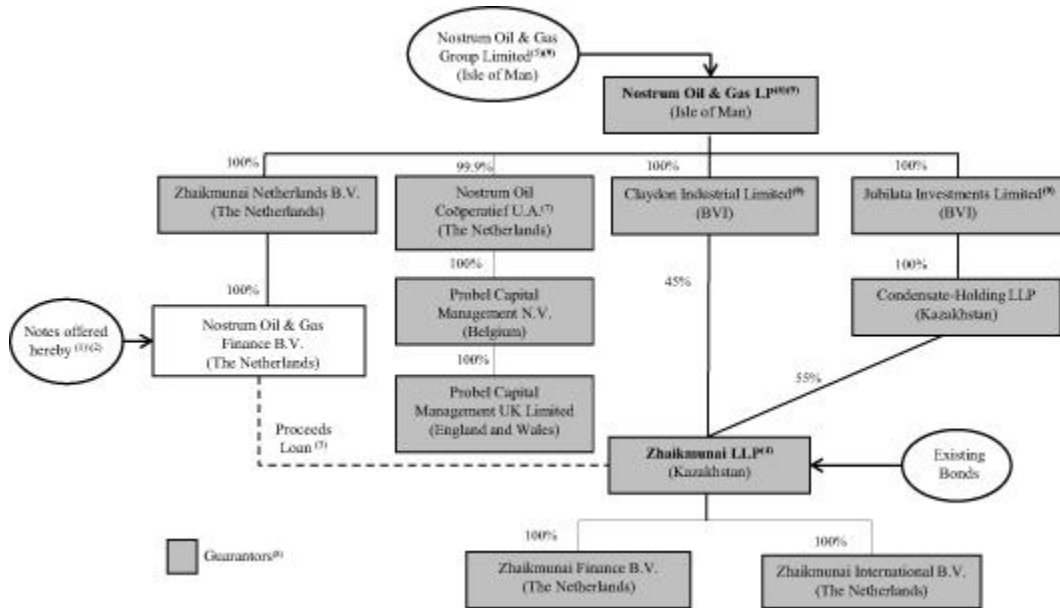 Nostrum Oil & Gas
Group Limited⁽⁵⁾⁽⁹⁾
(Isle of Man)
Nostrum Oil & Gas LP⁽⁶⁾⁽⁹⁾
(Isle of Man)
100%
99.9%
100%
100%
Zhaikmunai Netherlands B.V.
(The Netherlands)
Nostrum Oil
Coöperatief U.A.⁽⁷⁾
(The Netherlands)
Claydon Industrial Limited⁽⁹⁾
(BVI)
Jubilata Investments Limited⁽⁹⁾
(BVI)
100%
100%
45%
100%
Notes offered
hereby ⁽¹⁾⁽²⁾
Nostrum Oil & Gas
Finance B.V.
(The Netherlands)
Probel Capital
Management N.V.
(Belgium)
Condensate-Holding LLP
(Kazakhstan)
100%
55%
Probel Capital
Management UK Limited
(England and Wales)
Proceeds
Loan ⁽³⁾
Zhaikmunai LLP⁽⁴⁾
(Kazakhstan)
Existing
Bonds
100%
100%
Guarantors⁽⁸⁾
Zhaikmunai Finance B.V.
(The Netherlands)
Zhaikmunai International B.V.
(The Netherlands)